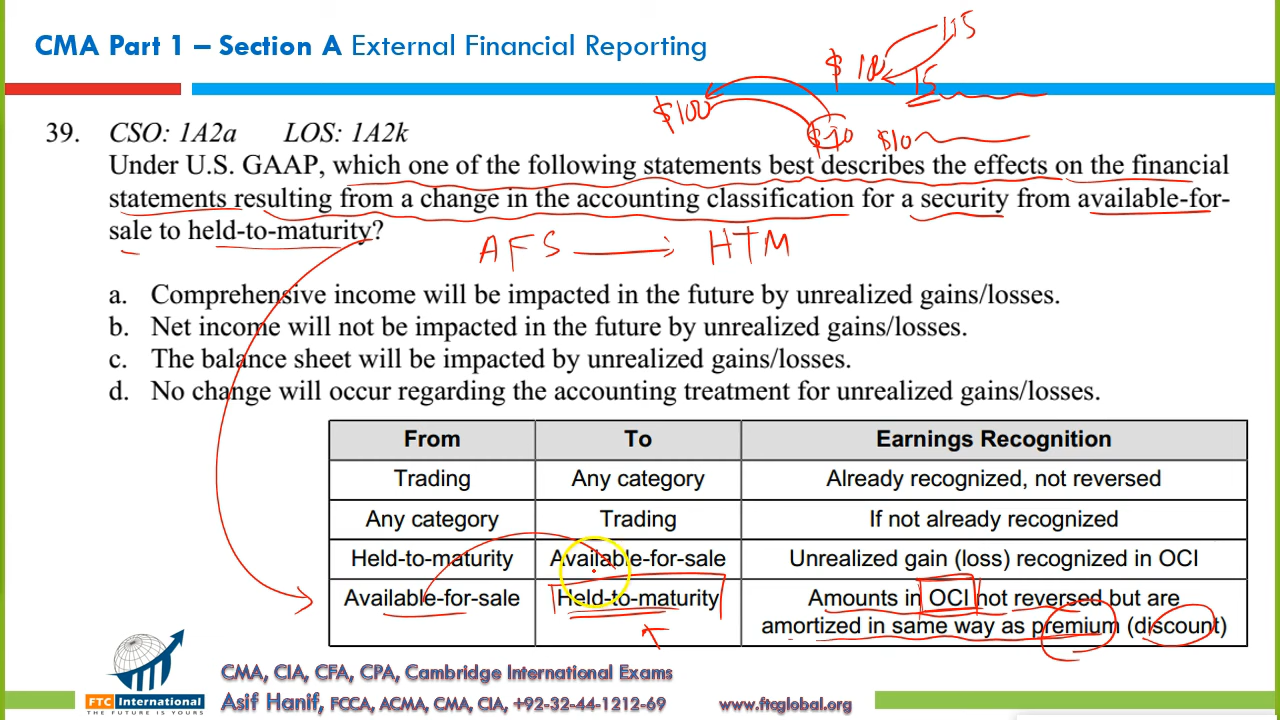 CMA Part 1 – Section A External Financial Reporting
115
$ 100
15
$100
$90 $10
39. CSO: 1A2a LOS: 1A2k
Under U.S. GAAP, which one of the following statements best describes the effects on the financial
statements resulting from a change in the accounting classification for a security from available-for-
sale to held-to-maturity?
AFS HTM
a. Comprehensive income will be impacted in the future by unrealized gains/losses.
b. Net income will not be impacted in the future by unrealized gains/losses.
c. The balance sheet will be impacted by unrealized gains/losses.
d. No change will occur regarding the accounting treatment for unrealized gains/losses.
From To Earnings Recognition
Trading Any category Already recognized, not reversed
Any category Trading If not already recognized
Held-to-maturity Available-for-sale Unrealized gain (loss) recognized in OCI
Available-for-sale Held-to-maturity Amounts in OCI not reversed but are
amortized in same way as premium (discount)
FTC International
THE FUTURE IS YOURS
CMA, CIA, CFA, CPA, Cambridge International Exams
Asif Hanif, FCCA, ACMA, CMA, CIA, +92-32-44-1212-69 www.ftcglobal.org